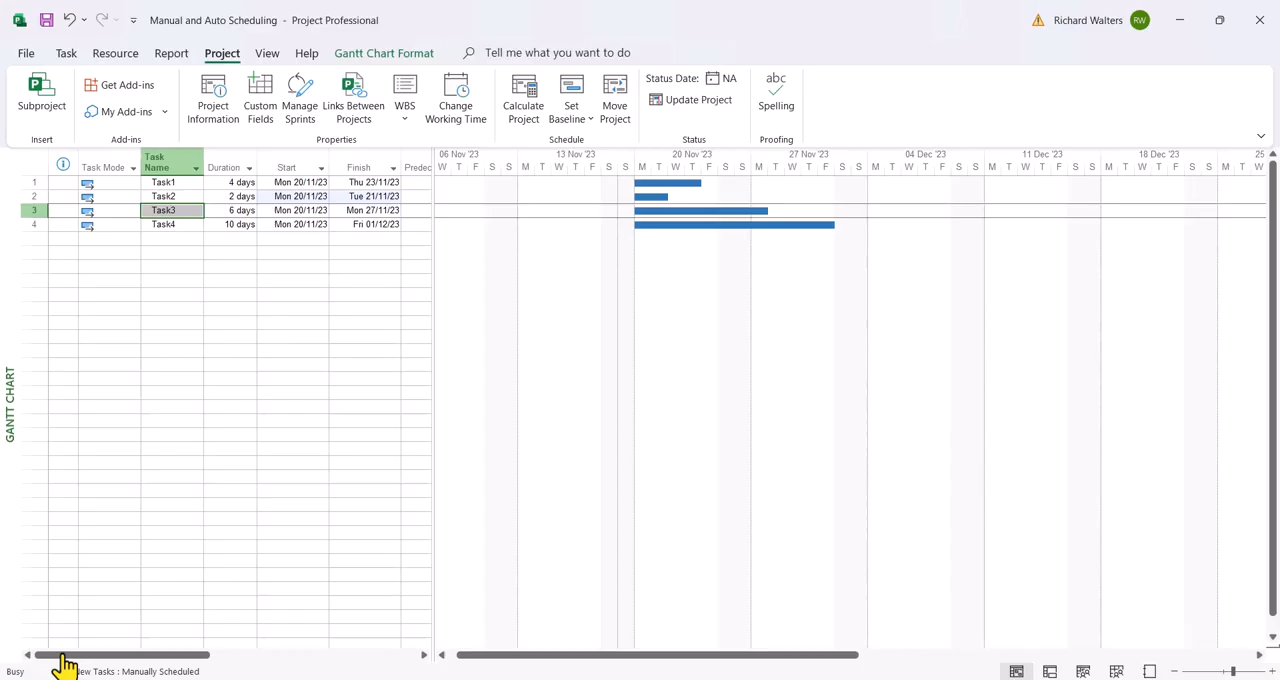 Manual and Auto Scheduling - Project Professional
Richard Walters RW
File Task Resource Report Project View Help Gantt Chart Format Tell me what you want to do
Subproject
Insert
Get Add-ins
My Add-ins
Add-ins
Project Information
Custom Fields
Manage Sprints
Links Between Projects
WBS
Change Working Time
Properties
Calculate Project
Set Baseline
Move Project
Schedule
Status Date: NA
Update Project
Status
abc
Spelling
Proofing
Task Mode Task Name Duration Start Finish Predec
1 Task1 4 days Mon 20/11/23 Thu 23/11/23
2 Task2 2 days Mon 20/11/23 Tue 21/11/23
3 Task3 6 days Mon 20/11/23 Mon 27/11/23
4 Task4 10 days Mon 20/11/23 Fri 01/12/23
06 Nov '23 13 Nov '23 20 Nov '23 27 Nov '23 04 Dec '23 11 Dec '23 18 Dec '23 25
W T F S S M T W T F S S M T W T F S S M T W T F S S M T W T F S S M T W T F S S M T W T F S S M T W
GANTT CHART
Busy New Tasks : Manually Scheduled